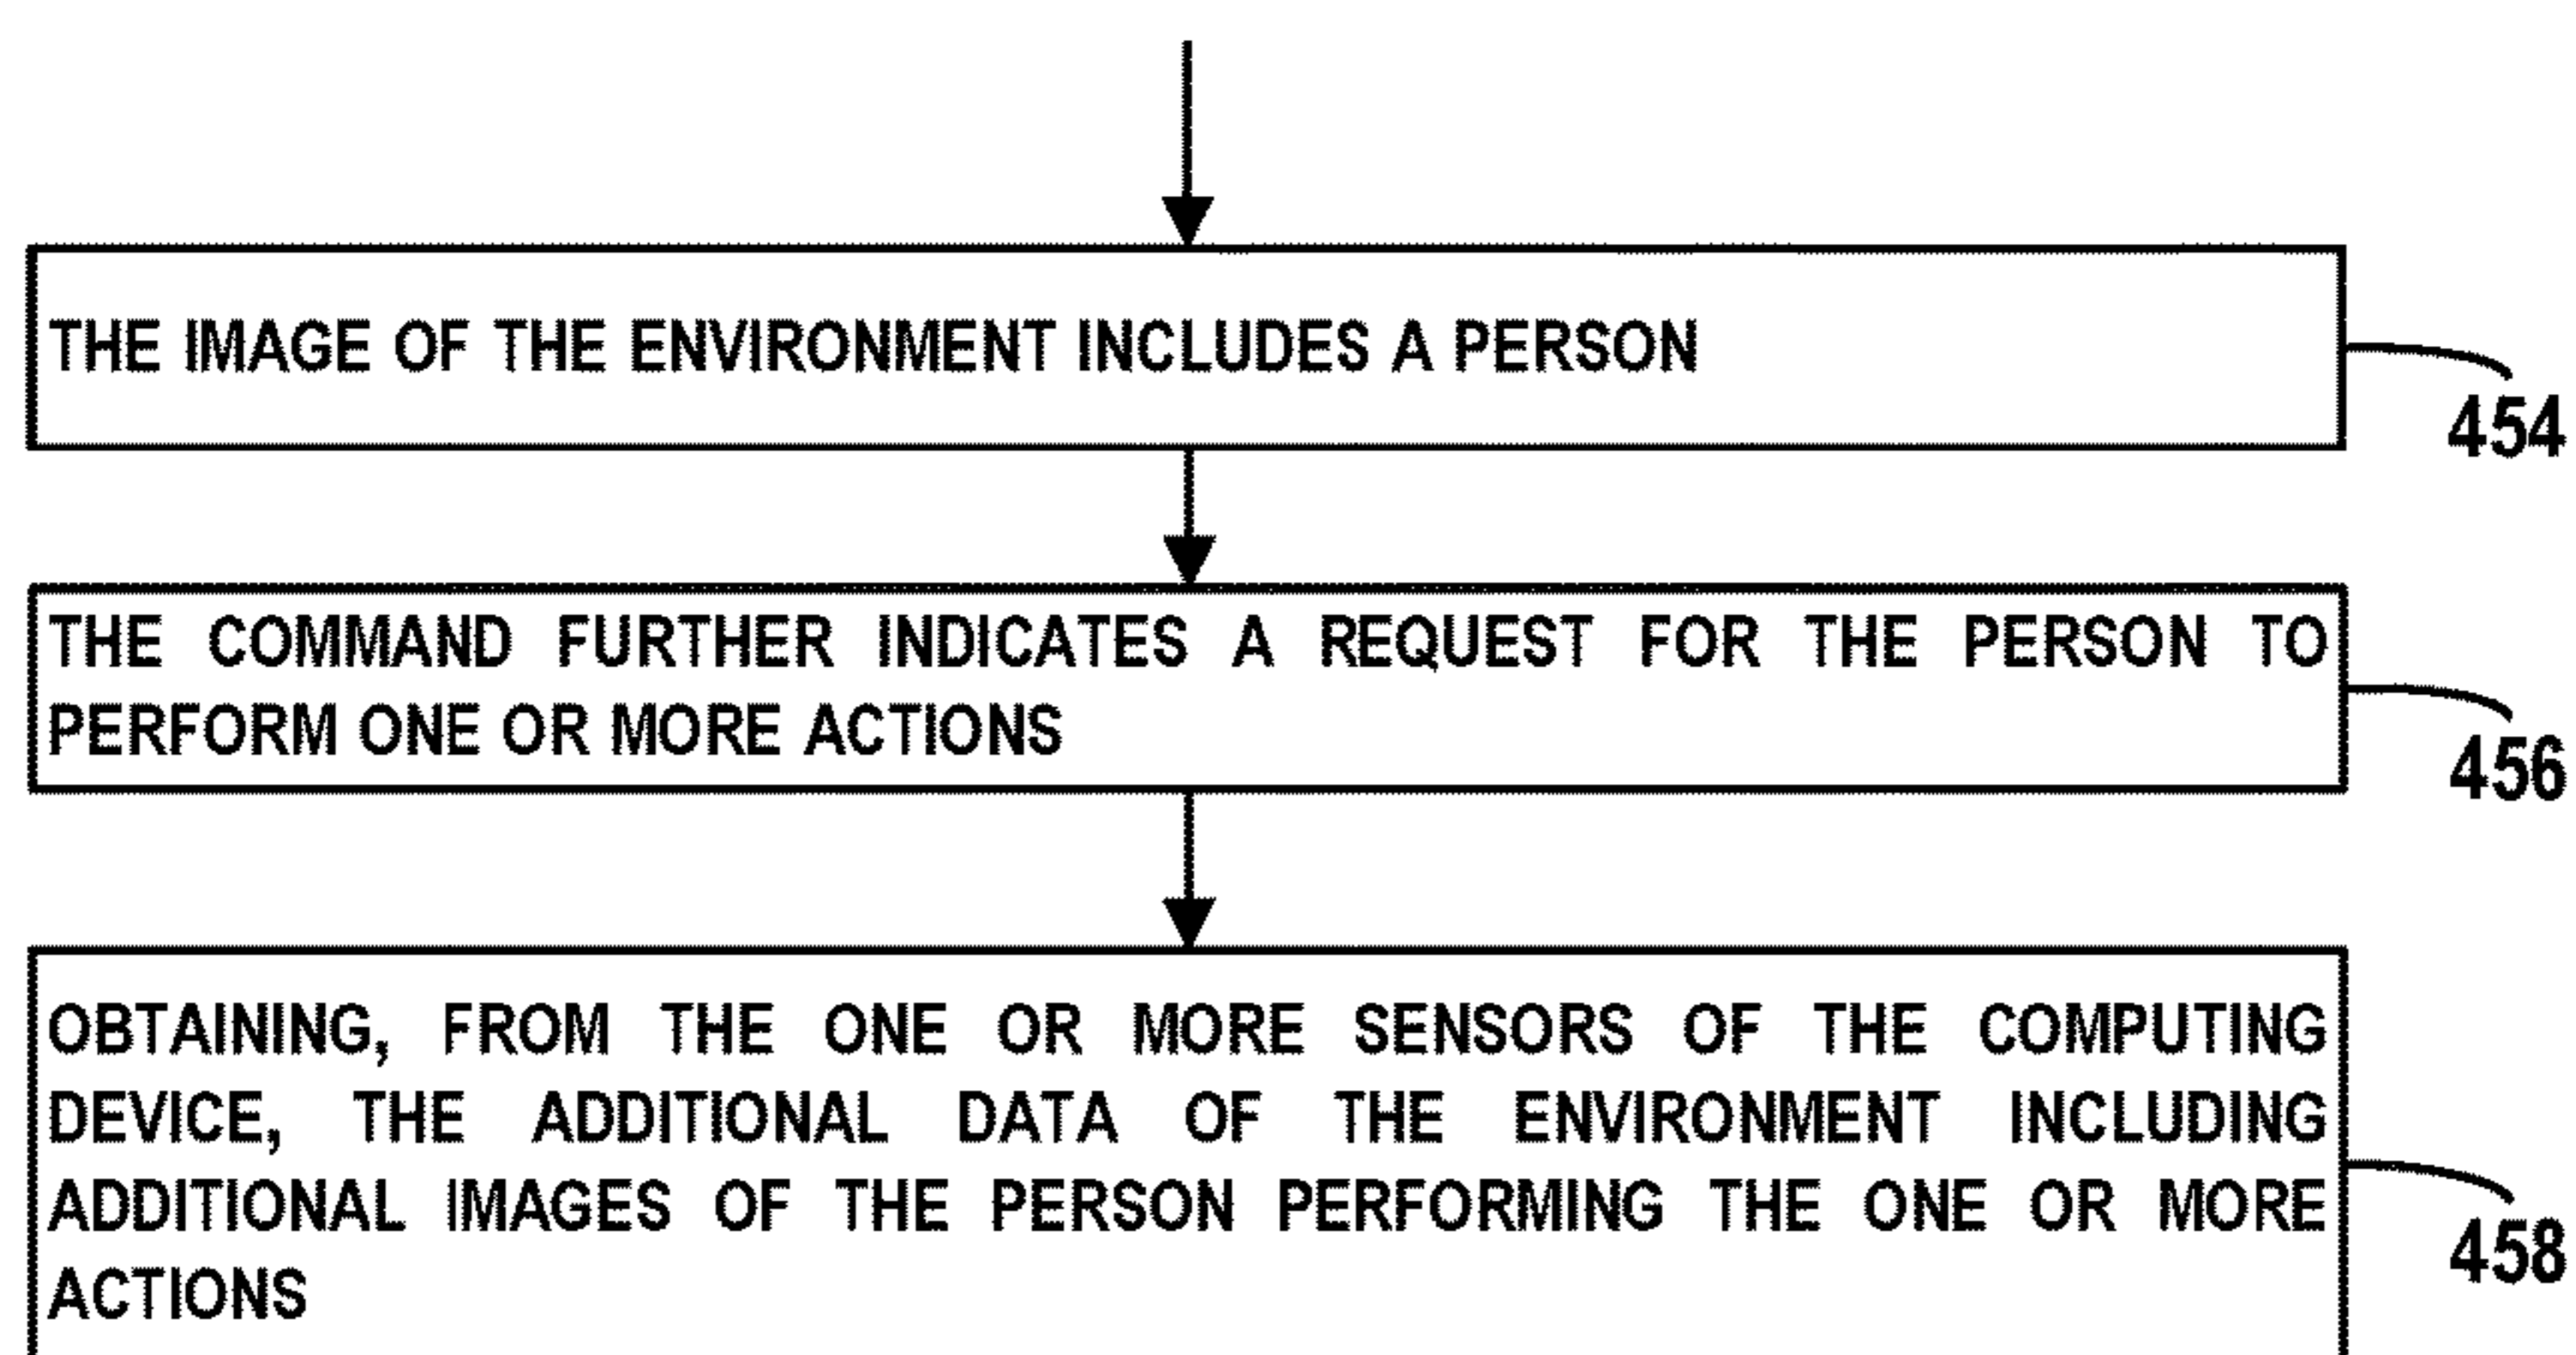 THE IMAGE OF THE ENVIRONMENT INCLUDES A PERSON
454
THE COMMAND FURTHER INDICATES A REQUEST FOR THE PERSON TO
PERFORM ONE OR MORE ACTIONS
456
OBTAINING, FROM THE ONE OR MORE SENSORS OF THE COMPUTING
DEVICE, THE ADDITIONAL DATA OF THE ENVIRONMENT INCLUDING
ADDITIONAL IMAGES OF THE PERSON PERFORMING THE ONE OR MORE
ACTIONS
458